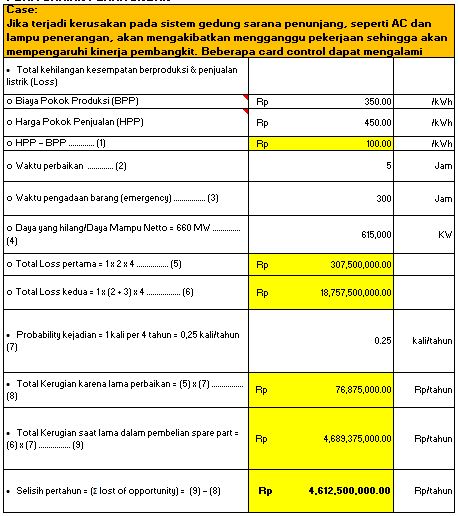 Case:
Jika terjadi kerusakan pada sistem gedung sarana penunjang, seperti AC dan
lampu penerangan, akan mengakibatkan mengganggu pekerjaan sehingga akan
mempengaruhi kinerja pembangkit. Beberapa card control dapat mengalami
• Total kehilangan kesempatan berproduksi & penjualan
listrik (Loss)
o Biaya Pokok Produksi (BPP) Rp 350.00 /kWh
o Harga Pokok Penjualan (HPP) Rp 450.00 /kWh
o HPP - BPP ............ (1) Rp 100.00 /kWh
o Waktu perbaikan ............ (2) 5 Jam
o Waktu pengadaan barang (emergency) ............... (3) 300 Jam
o Daya yang hilang/Daya Mampu Netto = 660 MW .............
(4) 615,000 KW
o Total Loss pertama = 1 x 2 x 4 ............... (5) Rp 307,500,000.00
o Total Loss kedua = 1 x (2 + 3) x 4 ................ (6) Rp 18,757,500,000.00
• Probability kejadian = 1 kali per 4 tahun = 0,25 kali/tahun
(7) 0.25 kali/tahun
• Total Kerugian karena lama perbaikan = (5) x (7) ...............
(8) Rp 76,875,000.00 Rp/tahun
• Total Kerugian saat lama dalam pembelian spare part =
(6) x (7) ............... (9) Rp 4,689,375,000.00 Rp/tahun
• Selisih pertahun = (Σ lost of opportunity) = (9) - (8) Rp 4,612,500,000.00 Rp/tahun